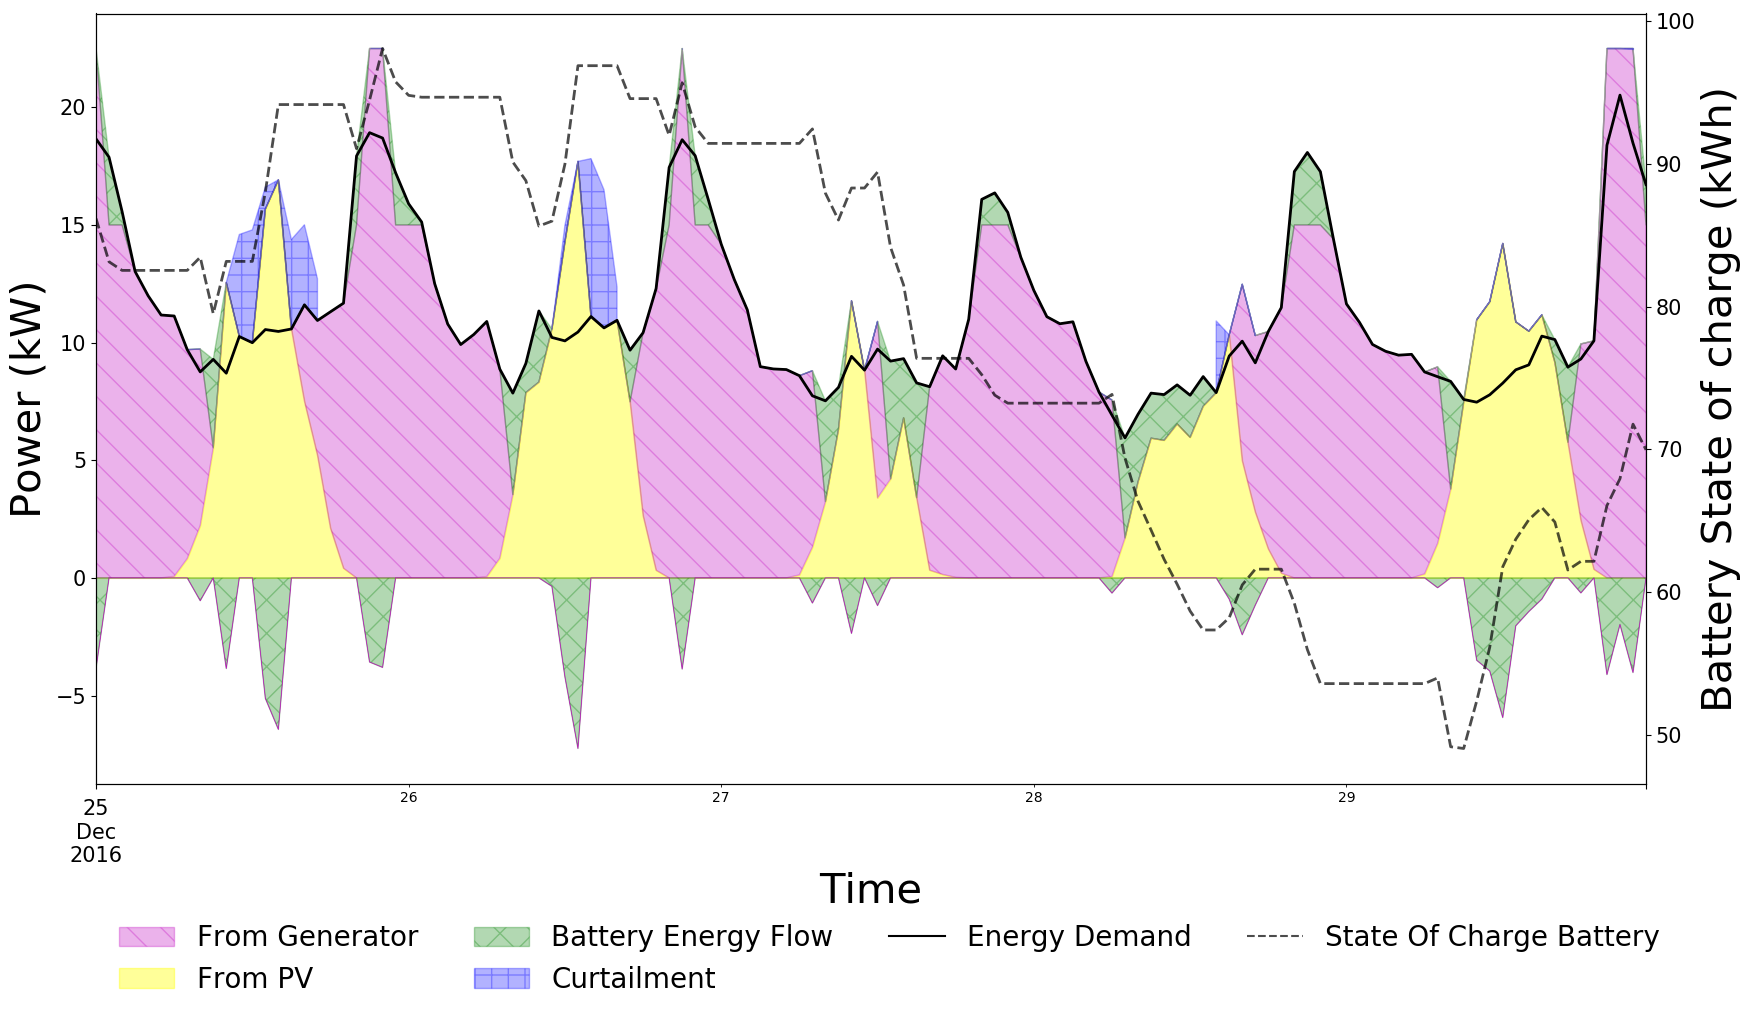 Power (kW)
20
15
10
5
0
−5
100
90
80
70
60
50
Battery State of charge (kWh)
25
Dec
2016
26
27
28
29
Time
From Generator
From PV
Battery Energy Flow
Curtailment
Energy Demand
State Of Charge Battery